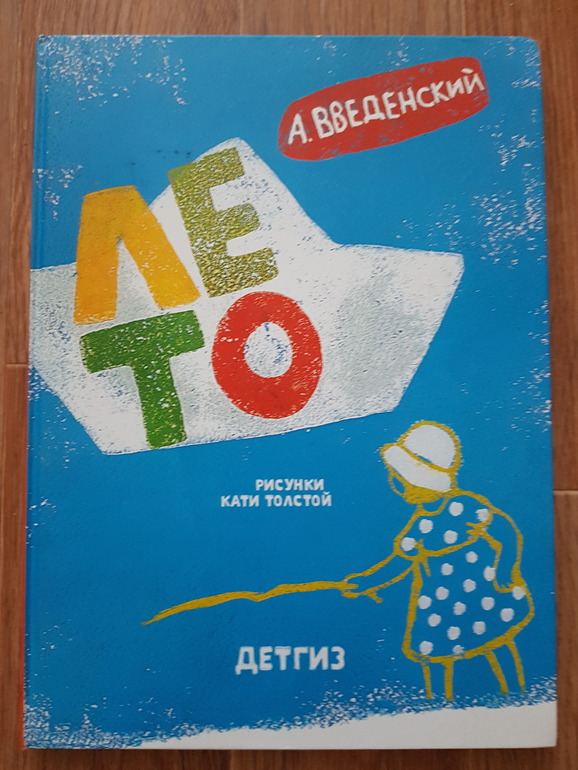 А. ВВЕДЕНСКИЙ
ЛЕ
ТО
РИСУНКИ
КАТИ ТОЛСТОЙ
ДЕТГИЗ